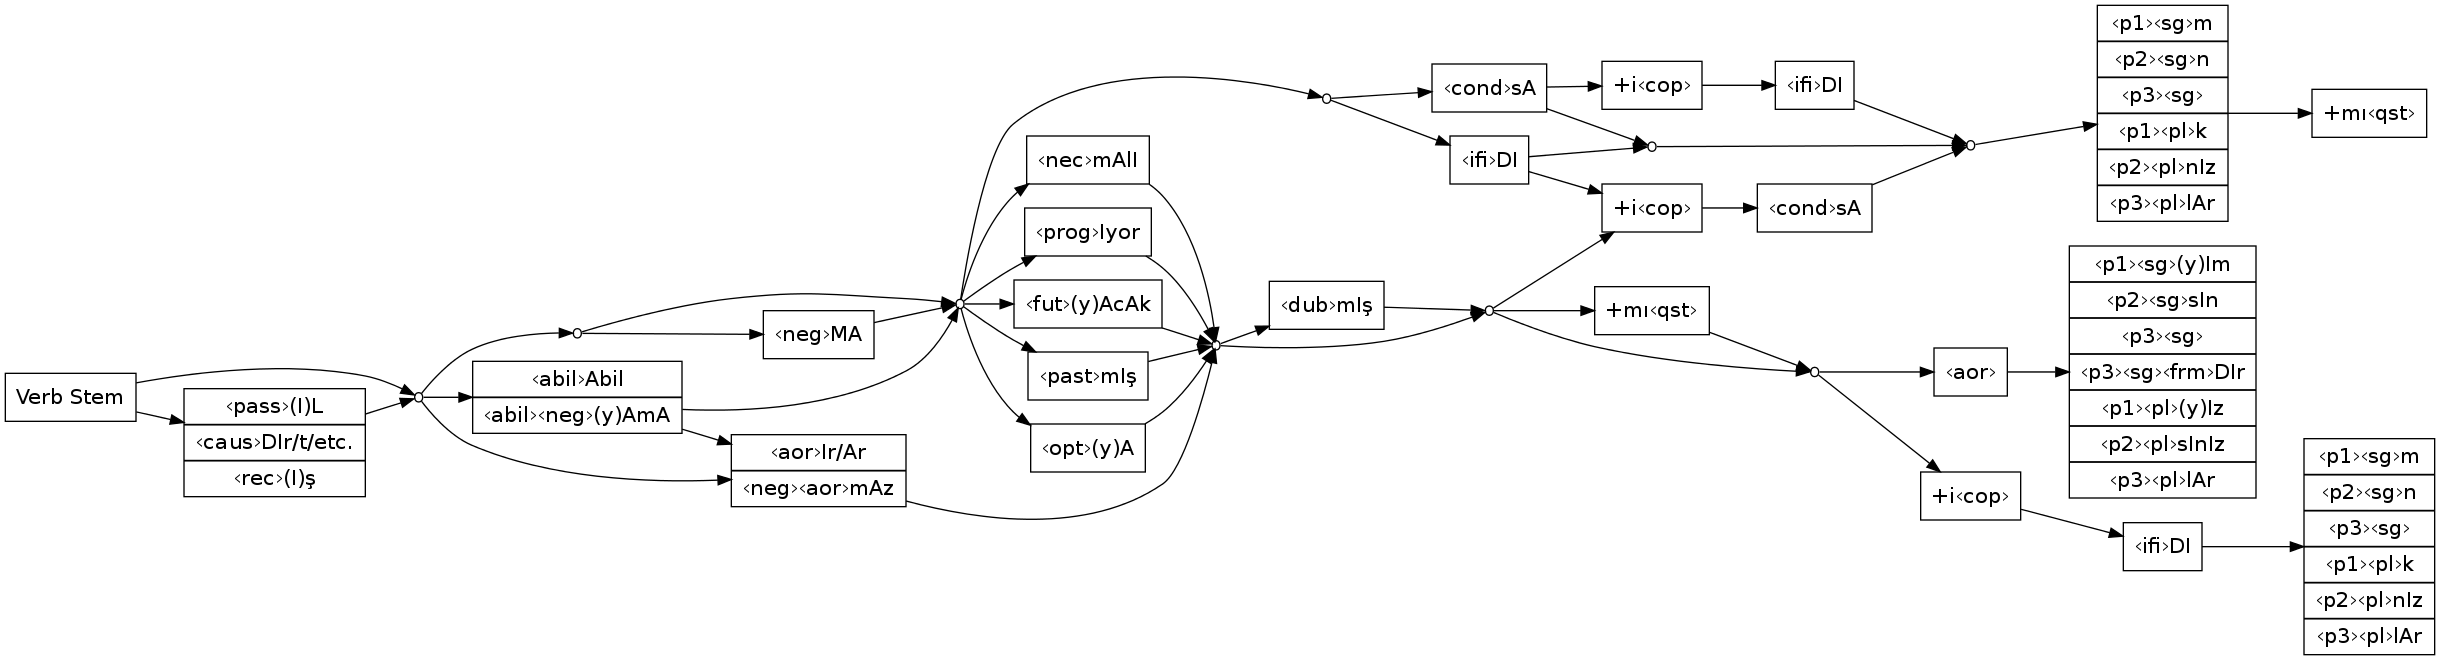 Verb Stem
‹pass›(I)L
‹caus›DIr/t/etc.
‹rec›(I)ş
‹abil›Abil
‹abil›‹neg›(y)AmA
‹neg›MA
‹aor›Ir/Ar
‹neg›‹aor›mAz
‹nec›mAlI
‹prog›Iyor
‹fut›(y)AcAk
‹past›mIş
‹opt›(y)A
‹dub›mIş
‹cond›sA
‹ifi›DI
+i‹cop›
‹ifi›DI
+i‹cop›
‹cond›sA
+mı‹qst›
‹p1›‹sg›m
‹p2›‹sg›n
‹p3›‹sg›
‹p1›‹pl›k
‹p2›‹pl›nIz
‹p3›‹pl›lAr
+mı‹qst›
‹aor›
‹p1›‹sg›(y)Im
‹p2›‹sg›sIn
‹p3›‹sg›
‹p3›‹sg›‹frm›DIr
‹p1›‹pl›(y)Iz
‹p2›‹pl›sInIz
‹p3›‹pl›lAr
+i‹cop›
‹ifi›DI
‹p1›‹sg›m
‹p2›‹sg›n
‹p3›‹sg›
‹p1›‹pl›k
‹p2›‹pl›nIz
‹p3›‹pl›lAr